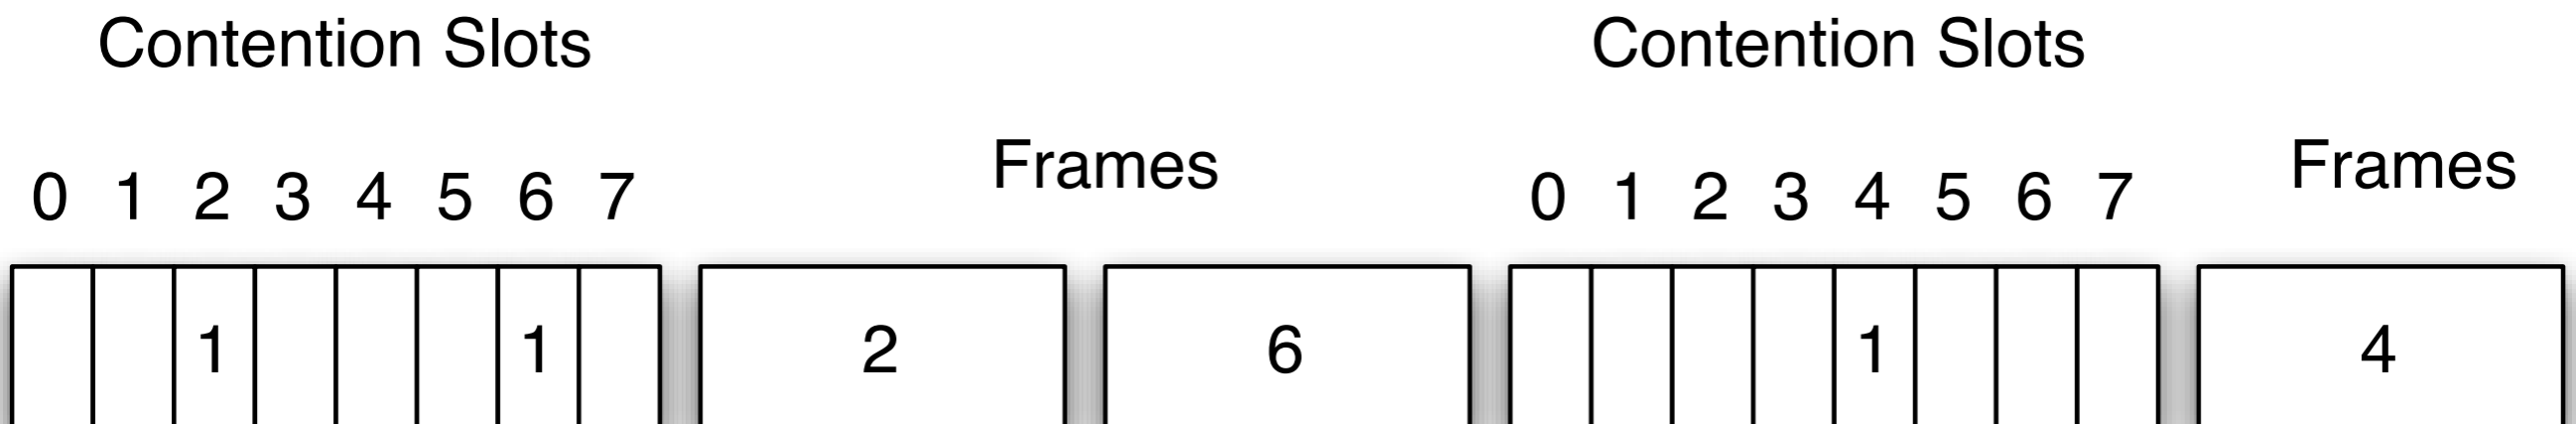 Contention Slots Contention Slots
Frames Frames
0 1 2 3 4 5 6 7 0 1 2 3 4 5 6 7
1 1 2 6 1 4